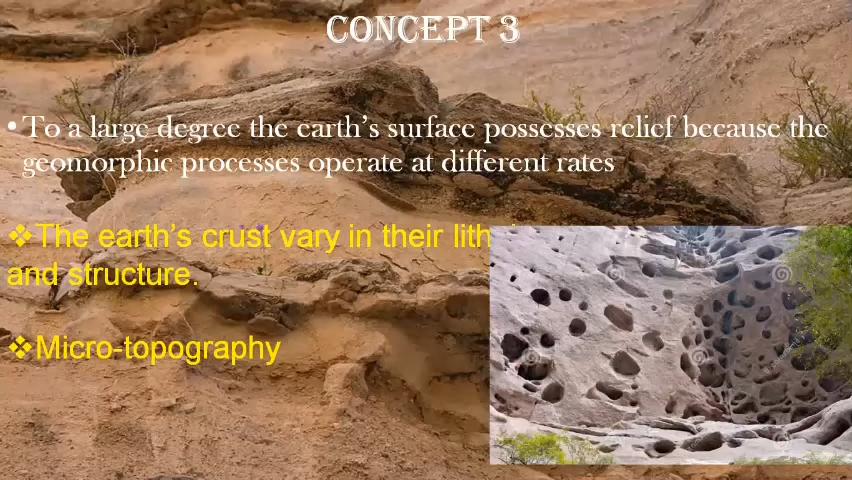 CONCEPT 3
• To a large degree the earth's surface possesses relief because the
geomorphic processes operate at different rates
❖The earth's crust vary in their
and structure.
❖Micro-topography